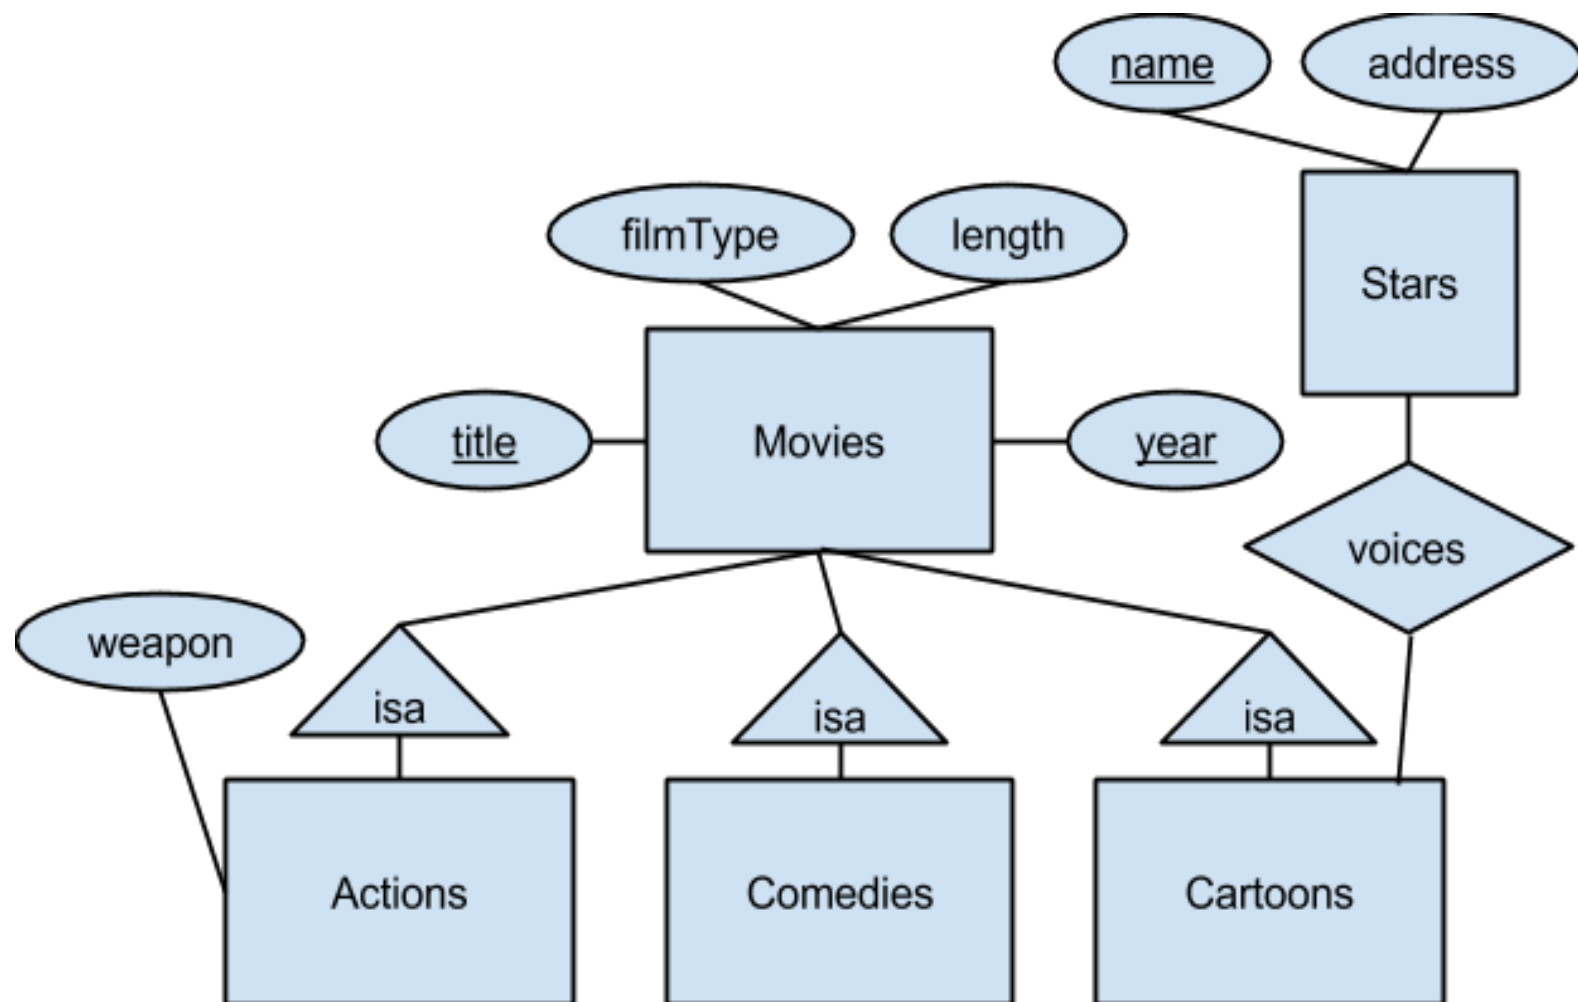 name
address
filmType
length
Stars
title
Movies
year
voices
weapon
isa
isa
isa
Actions
Comedies
Cartoons